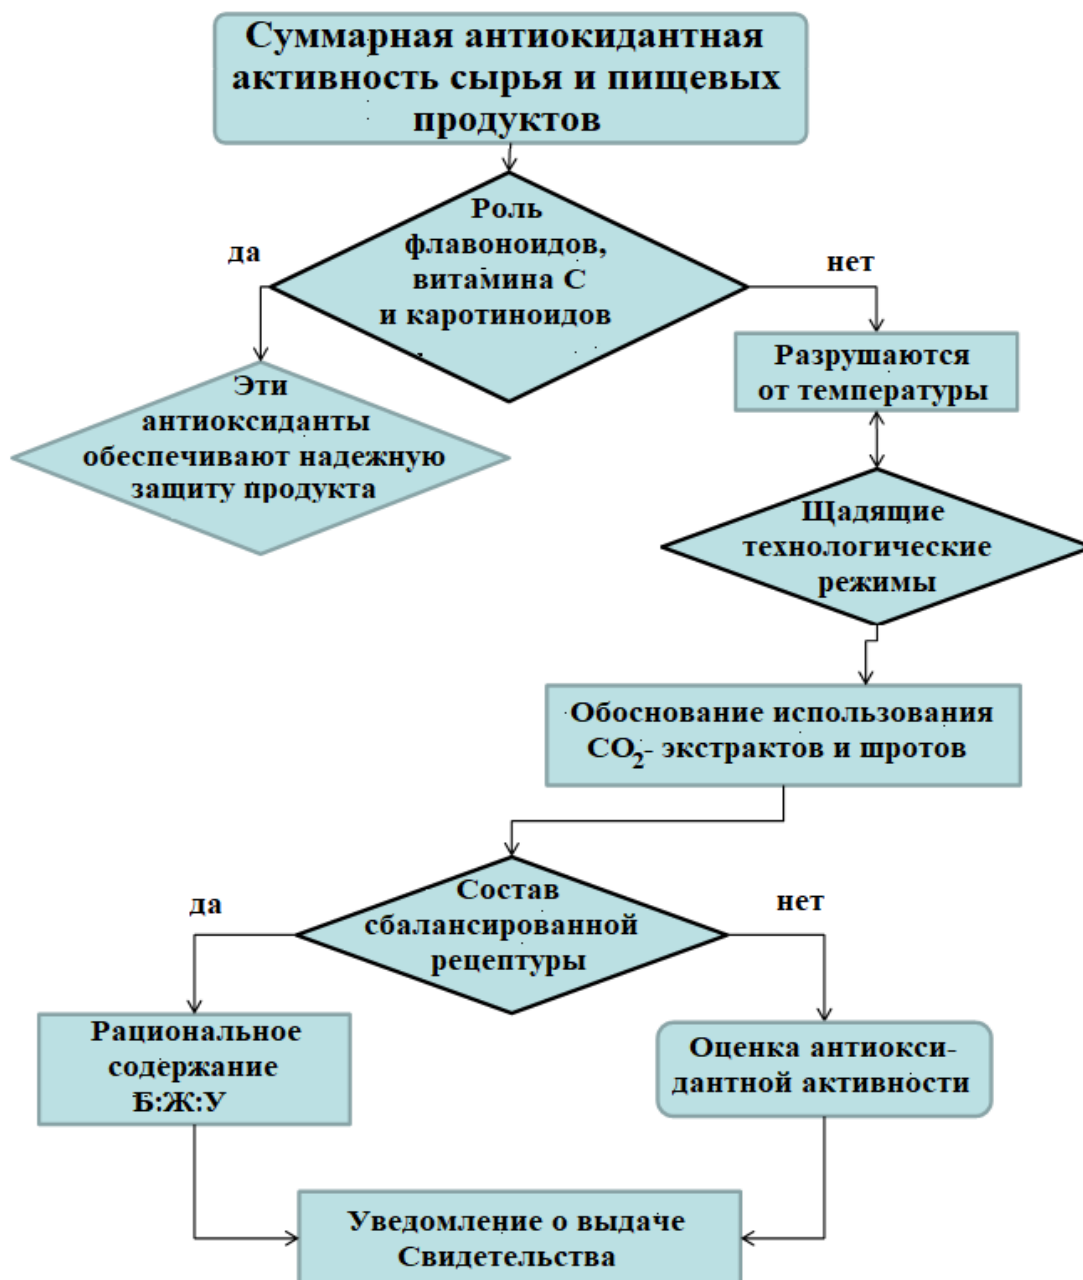 Суммарная антиокидантная
активность сырья и пищевых
продуктов
Роль
флавоноидов,
витамина С
и каротиноидов
да
нет
Разрушаются
от температуры
Эти
антиоксиданты
обеспечивают надежную
защиту продукта
Щадящие
технологические
режимы
Обоснование использования
СО₂- экстрактов и шротов
Состав
сбалансированной
рецептуры
да
нет
Рациональное
содержание
Б:Ж:У
Оценка антиокси-
дантной активности
Уведомление о выдаче
Свидетельства